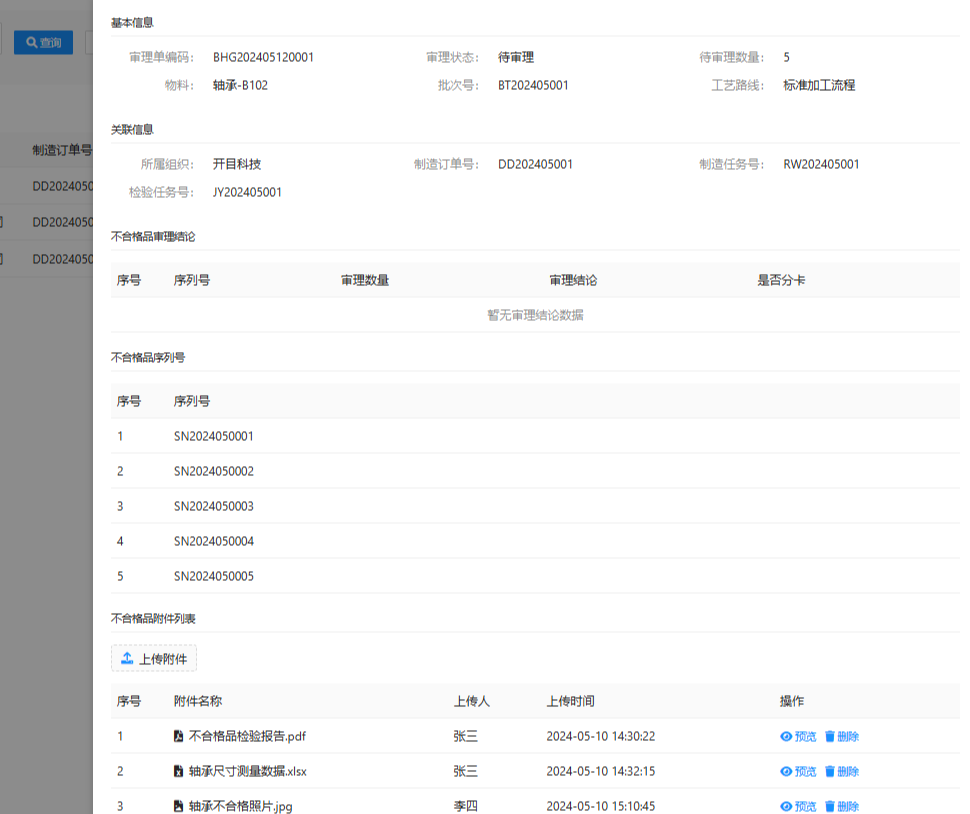 基本信息
查询
审理单编码： BHG202405120001 审理状态： 待审理 待审理数量： 5
物料： 轴承-B102 批次号： BT202405001 工艺路线： 标准加工流程
关联信息
制造订单号
所属组织： 开目科技 制造订单号： DD202405001 制造任务号： RW202405001
DD2024050
检验任务号： JY202405001
DD2024050
不合格品审理结论
DD2024050
序号 序列号 审理数量 审理结论 是否分卡
暂无审理结论数据
不合格品序列号
序号 序列号
1 SN2024050001
2 SN2024050002
3 SN2024050003
4 SN2024050004
5 SN2024050005
不合格品附件列表
上传附件
序号 附件名称 上传人 上传时间 操作
1 不合格品检验报告.pdf 张三 2024-05-10 14:30:22 预览 删除
2 轴承尺寸测量数据.xlsx 张三 2024-05-10 14:32:15 预览 删除
3 轴承不合格照片.jpg 李四 2024-05-10 15:10:45 预览 删除